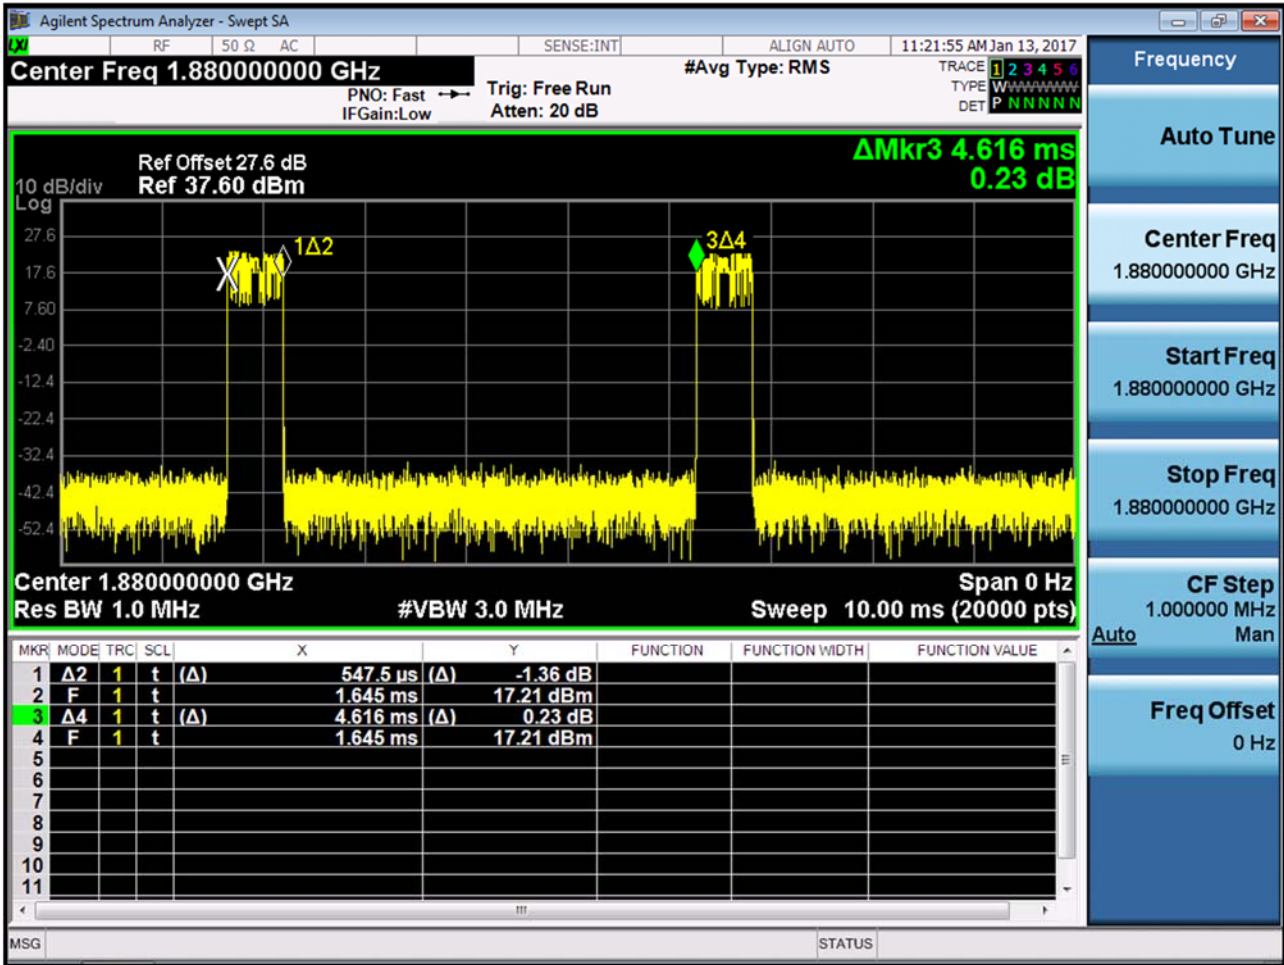 Agilent Spectrum Analyzer - Swept SA
LXI RF 50 Ω AC SENSE:INT ALIGN AUTO 11:21:55 AM Jan 13, 2017
Center Freq 1.880000000 GHz
PNO: Fast
IFGain:Low
Trig: Free Run
Atten: 20 dB
#Avg Type: RMS
TRACE 1 2 3 4 5 6
TYPE WWWWWW
DET P N N N N N
ΔMkr3 4.616 ms
0.23 dB
Ref Offset 27.6 dB
10 dB/div Ref 37.60 dBm
Log
27.6
17.6
7.60
-2.40
-12.4
-22.4
-32.4
-42.4
-52.4
X
1Δ2
3Δ4
Center 1.880000000 GHz Span 0 Hz
Res BW 1.0 MHz #VBW 3.0 MHz Sweep 10.00 ms (20000 pts)
MKR MODE TRC SCL X Y FUNCTION FUNCTION WIDTH FUNCTION VALUE
1 Δ2 1 t (Δ) 547.5 µs (Δ) -1.36 dB
2 F 1 t 1.645 ms 17.21 dBm
3 Δ4 1 t (Δ) 4.616 ms (Δ) 0.23 dB
4 F 1 t 1.645 ms 17.21 dBm
5
6
7
8
9
10
11
MSG STATUS
Frequency
Auto Tune
Center Freq
1.880000000 GHz
Start Freq
1.880000000 GHz
Stop Freq
1.880000000 GHz
CF Step
1.000000 MHz
Auto Man
Freq Offset
0 Hz